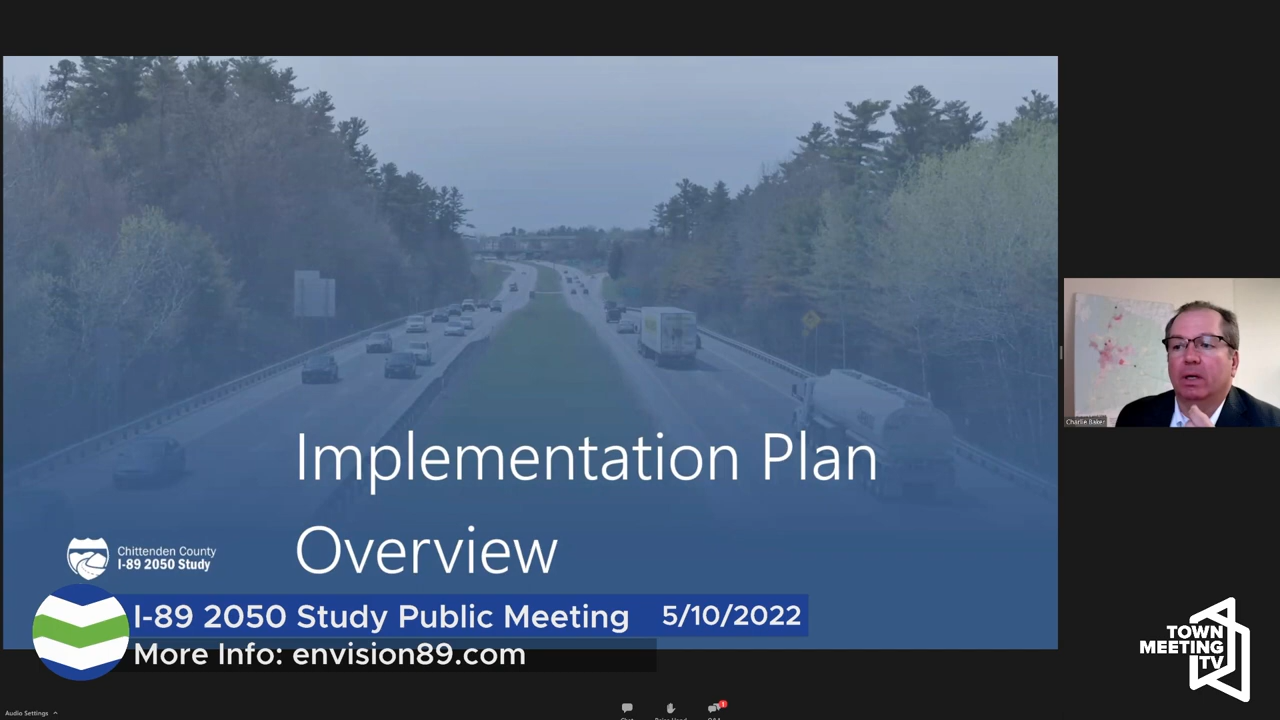 Implementation Plan
Overview
Chittenden County
I-89 2050 Study
I-89 2050 Study Public Meeting 5/10/2022
More Info: envision89.com
Charlie Baker
TOWN
MEETING
TV
Audio Settings